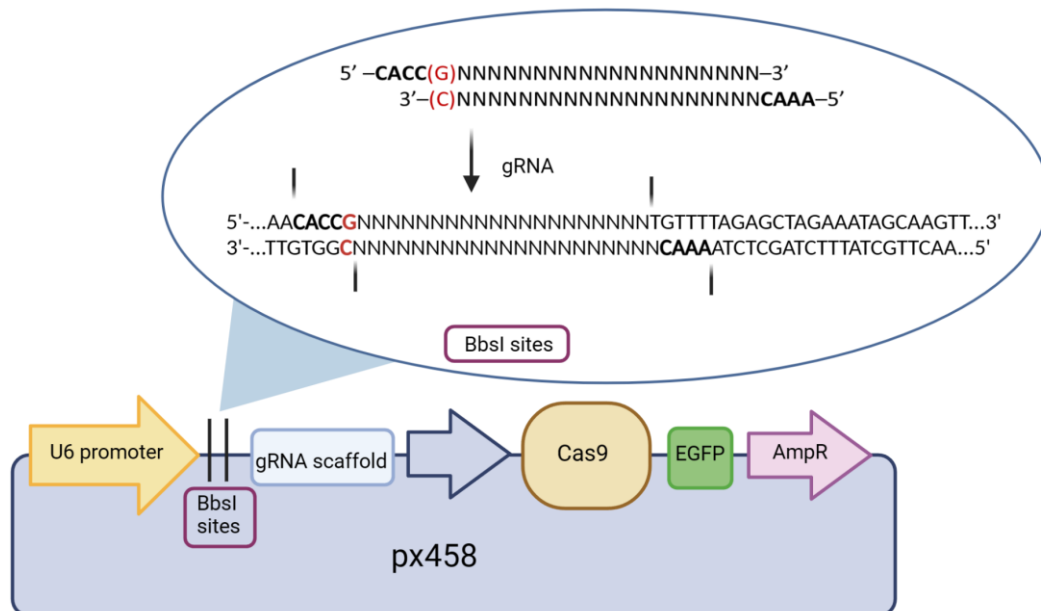 5' –CACC(G)NNNNNNNNNNNNNNNNNNNN–3'
3'–(C)NNNNNNNNNNNNNNNNNNNNCAAA–5'
gRNA
5'-...AACACCGNNNNNNNNNNNNNNNNNNNNTGTTTTAGAGCTAGAAATAGCAAGTT...3'
3'-...TTGTGGCNNNNNNNNNNNNNNNNNNNNNCAAAATCTCGATCTTTATCGTTCAA...5'
BbsI sites
U6 promoter
gRNA scaffold
Cas9
EGFP
AmpR
BbsI
sites
px458